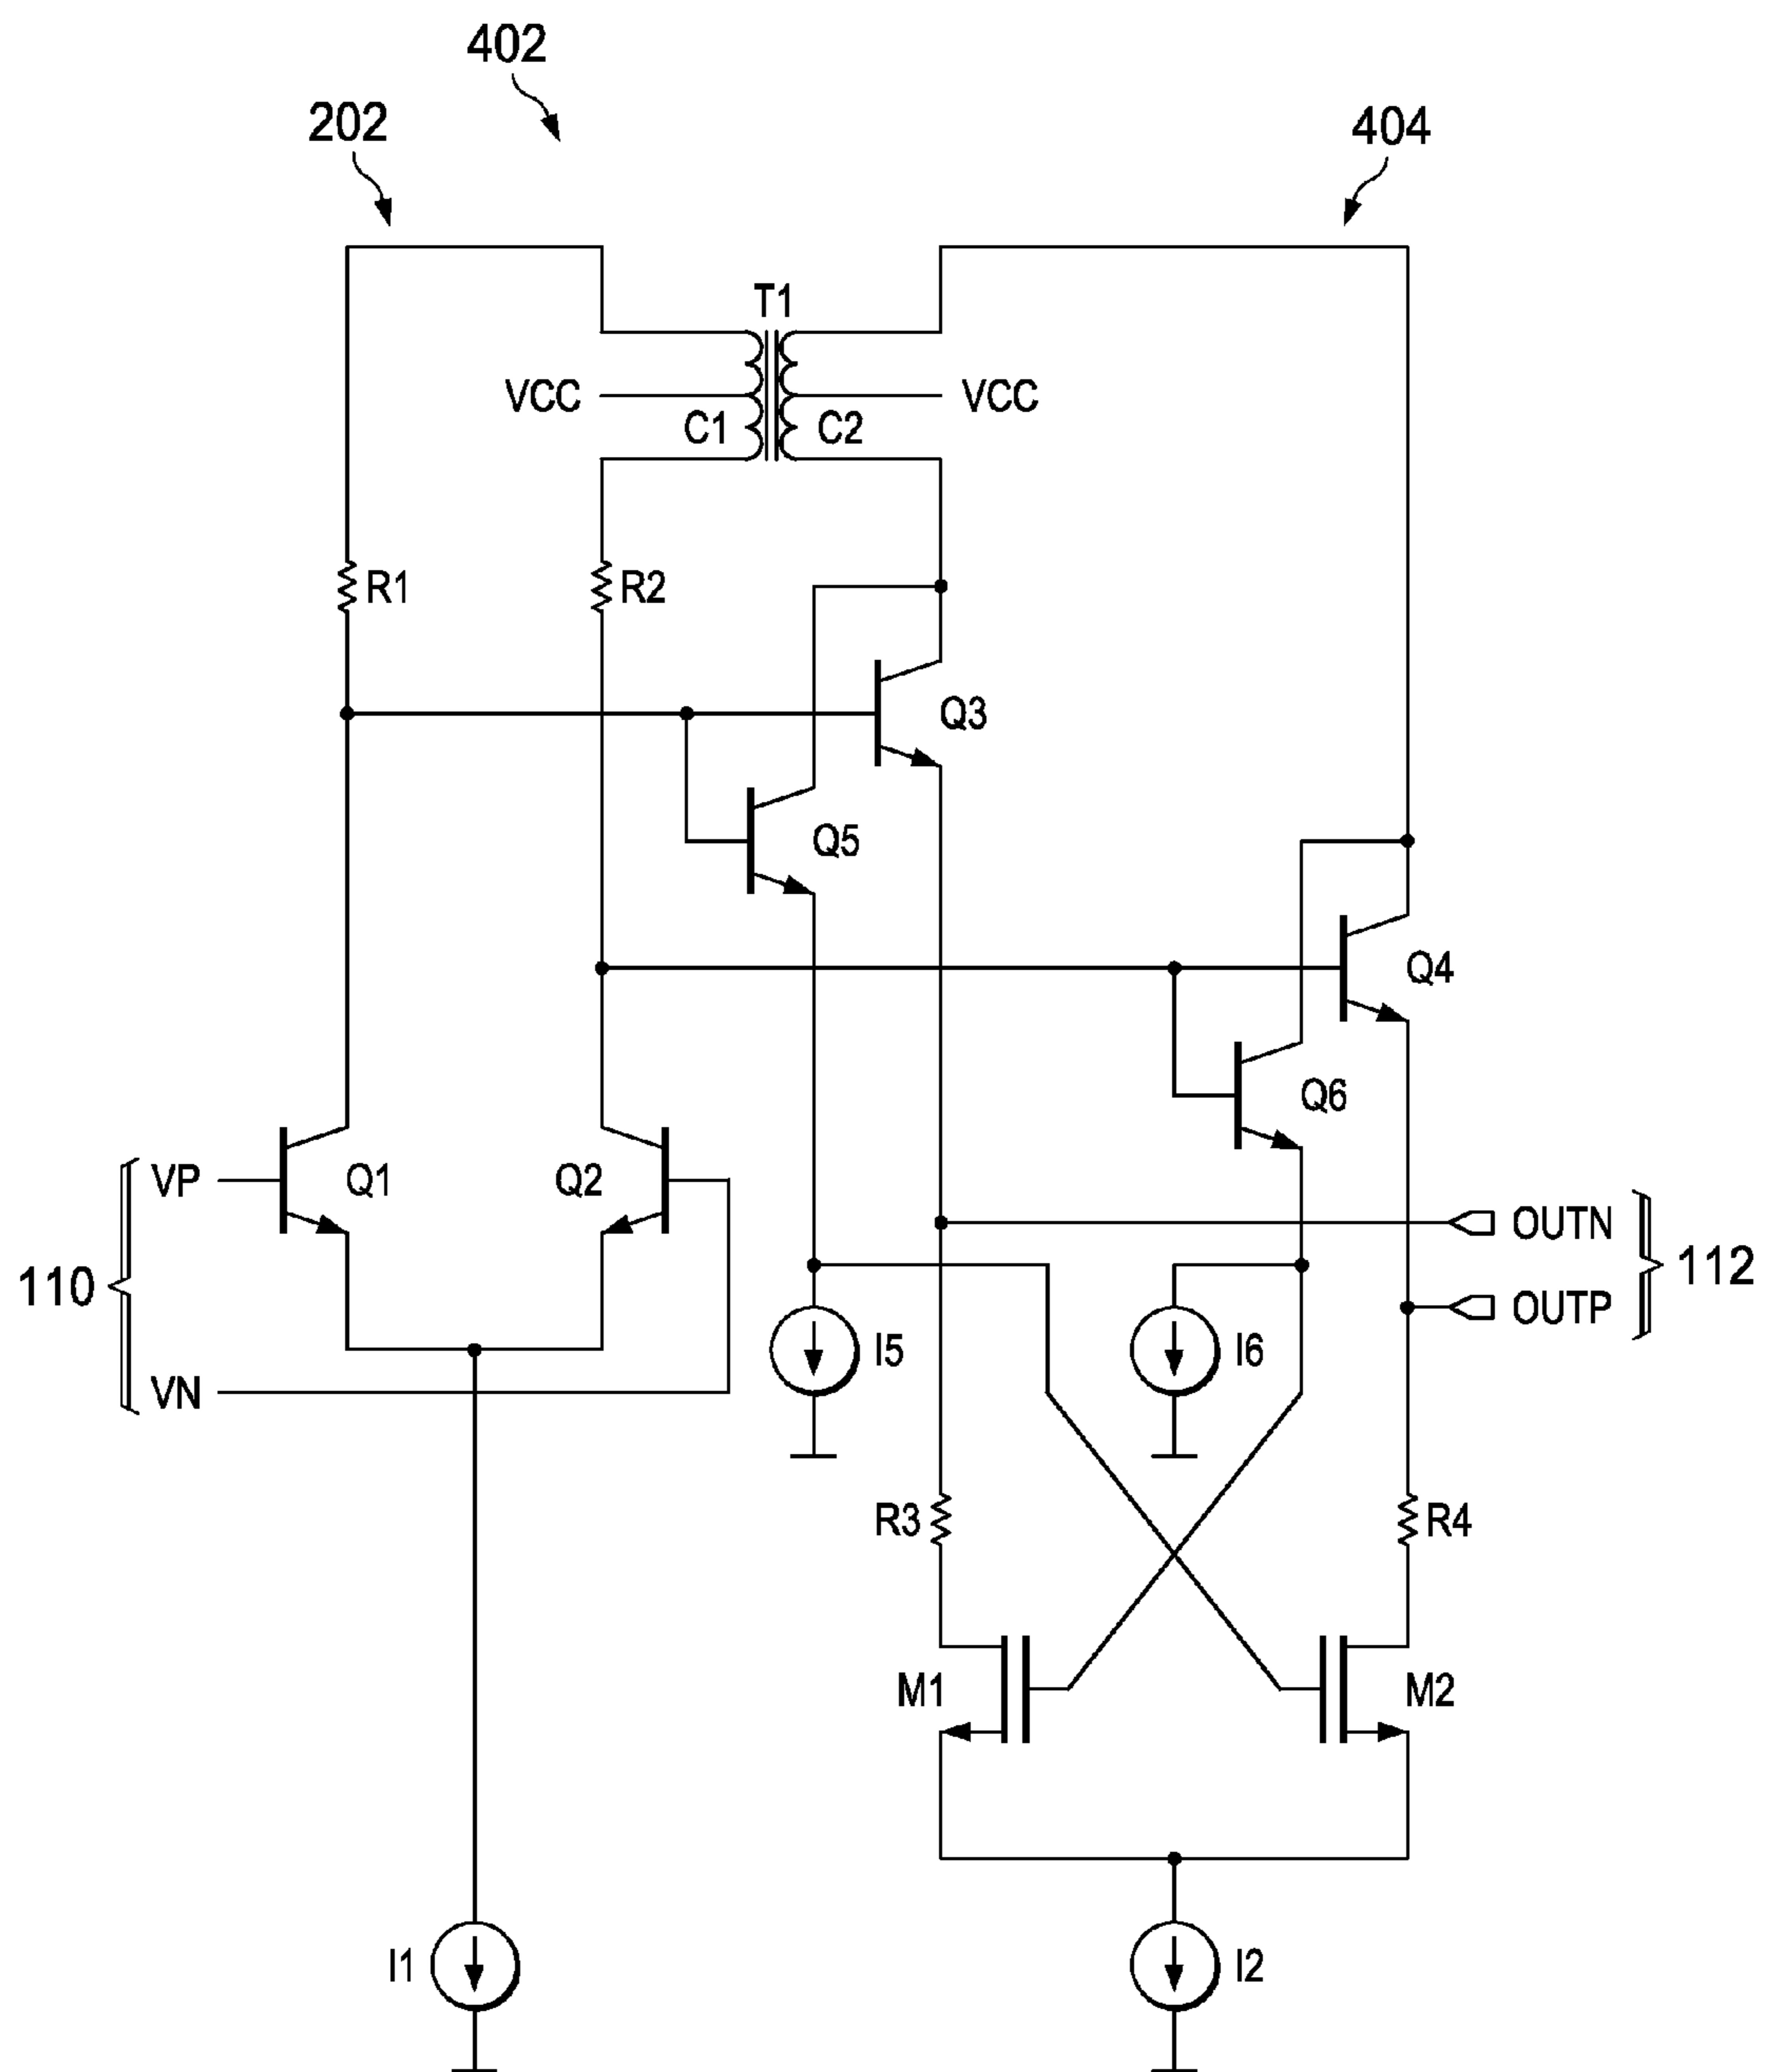 402
202
404
T1
VCC
VCC
C1
C2
R1
R2
Q3
Q5
Q4
Q6
VP
Q1
Q2
OUTN
110
112
OUTP
I5
I6
VN
R3
R4
M1
M2
I1
I2